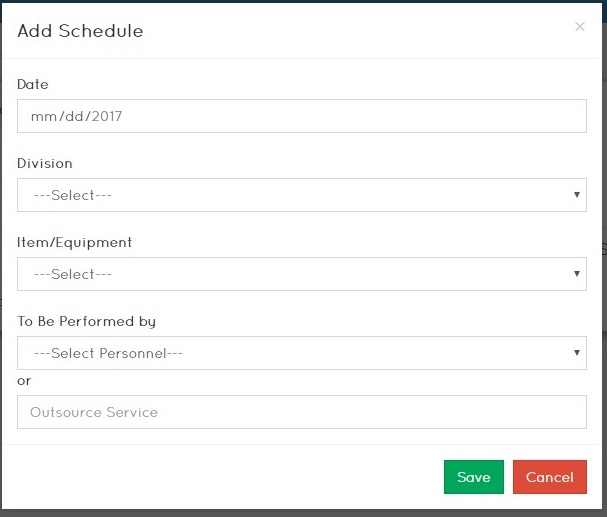 Add Schedule ×
Date
mm/dd/2017
Division
---Select---
Item/Equipment
---Select---
To Be Performed by
---Select Personnel---
or
Outsource Service
Save Cancel